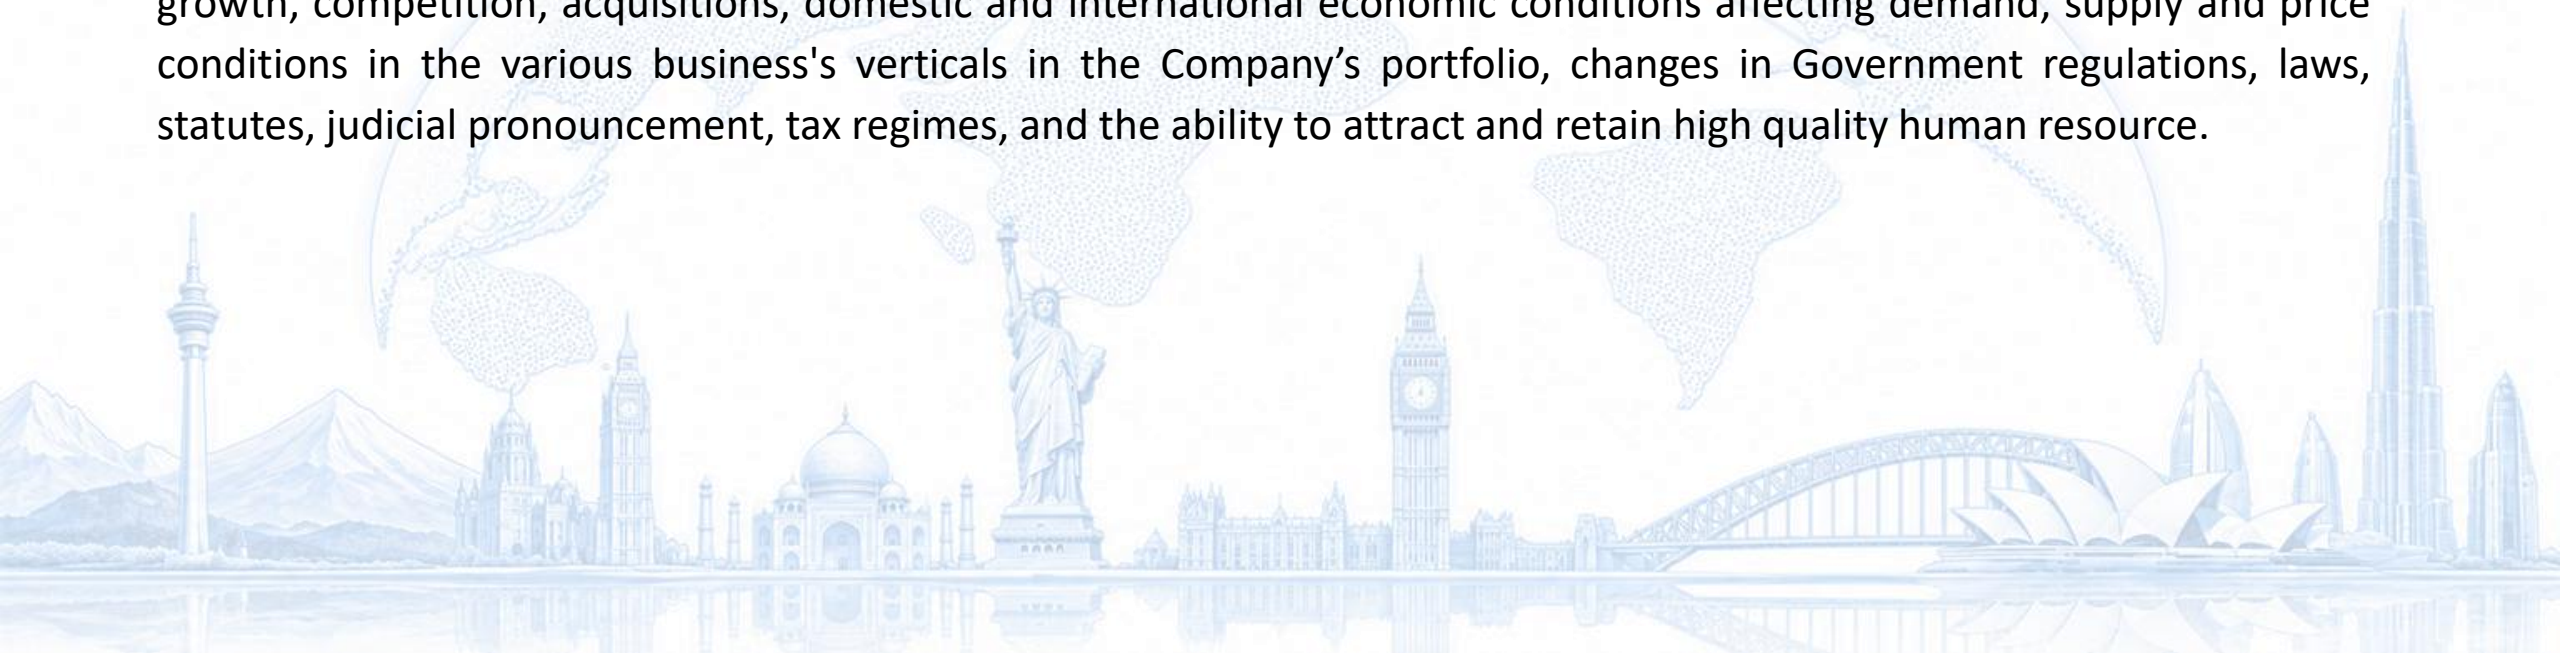 growth, competition, acquisitions, domestic and international economic conditions affecting demand, supply and price
conditions in the various business's verticals in the Company’s portfolio, changes in Government regulations, laws,
statutes, judicial pronouncement, tax regimes, and the ability to attract and retain high quality human resource.